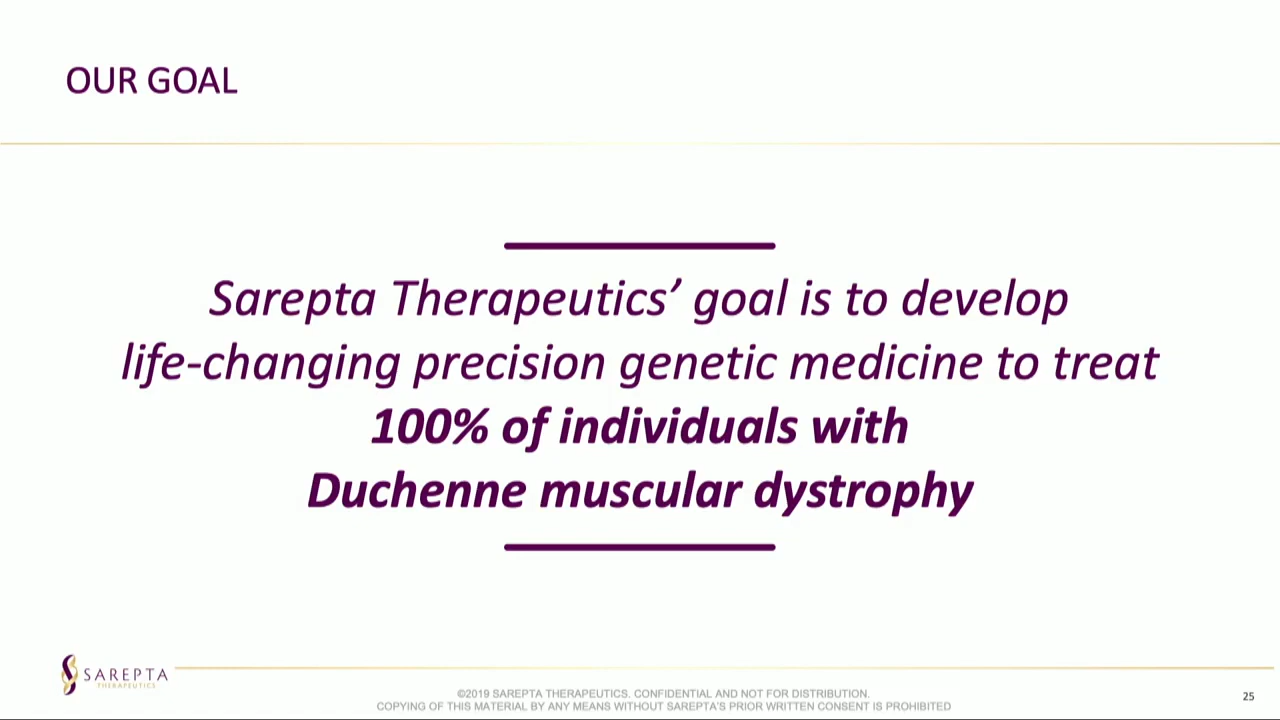 OUR GOAL
Sarepta Therapeutics’ goal is to develop
life-changing precision genetic medicine to treat
100% of individuals with
Duchenne muscular dystrophy
SAREPTA
THERAPEUTICS
©2019 SAREPTA THERAPEUTICS. CONFIDENTIAL AND NOT FOR DISTRIBUTION.
COPYING OF THIS MATERIAL BY ANY MEANS WITHOUT SAREPTA’S PRIOR WRITTEN CONSENT IS PROHIBITED
25